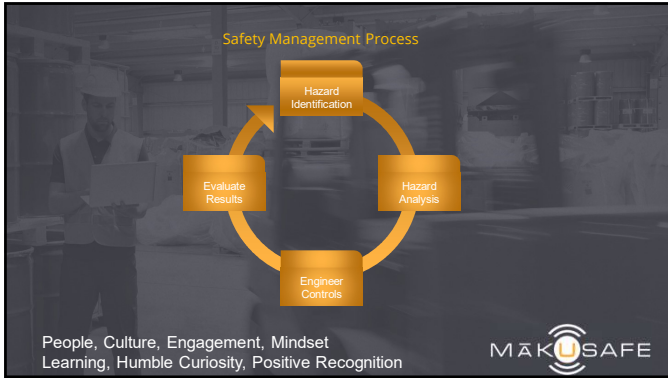 Safety Management Process
Hazard
Identification
Evaluate
Results
Hazard
Analysis
Engineer
Controls
People, Culture, Engagement, Mindset
Learning, Humble Curiosity, Positive Recognition
MĀKUSAFE